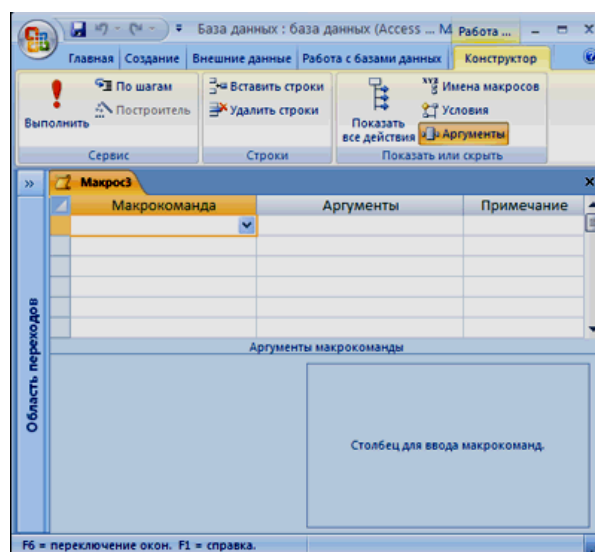 База данных : база данных (Access ... М Работа ...
Главная Создание Внешние данные Работа с базами данных Конструктор
Выполнить
По шагам
Построитель
Сервис
Вставить строки
Удалить строки
Строки
Показать
все действия
Имена макросов
Условия
Аргументы
Показать или скрыть
Макрос3
Макрокоманда Аргументы Примечание
Аргументы макрокоманды
Область переходов
Столбец для ввода макрокоманд.
F6 = переключение окон. F1 = справка.